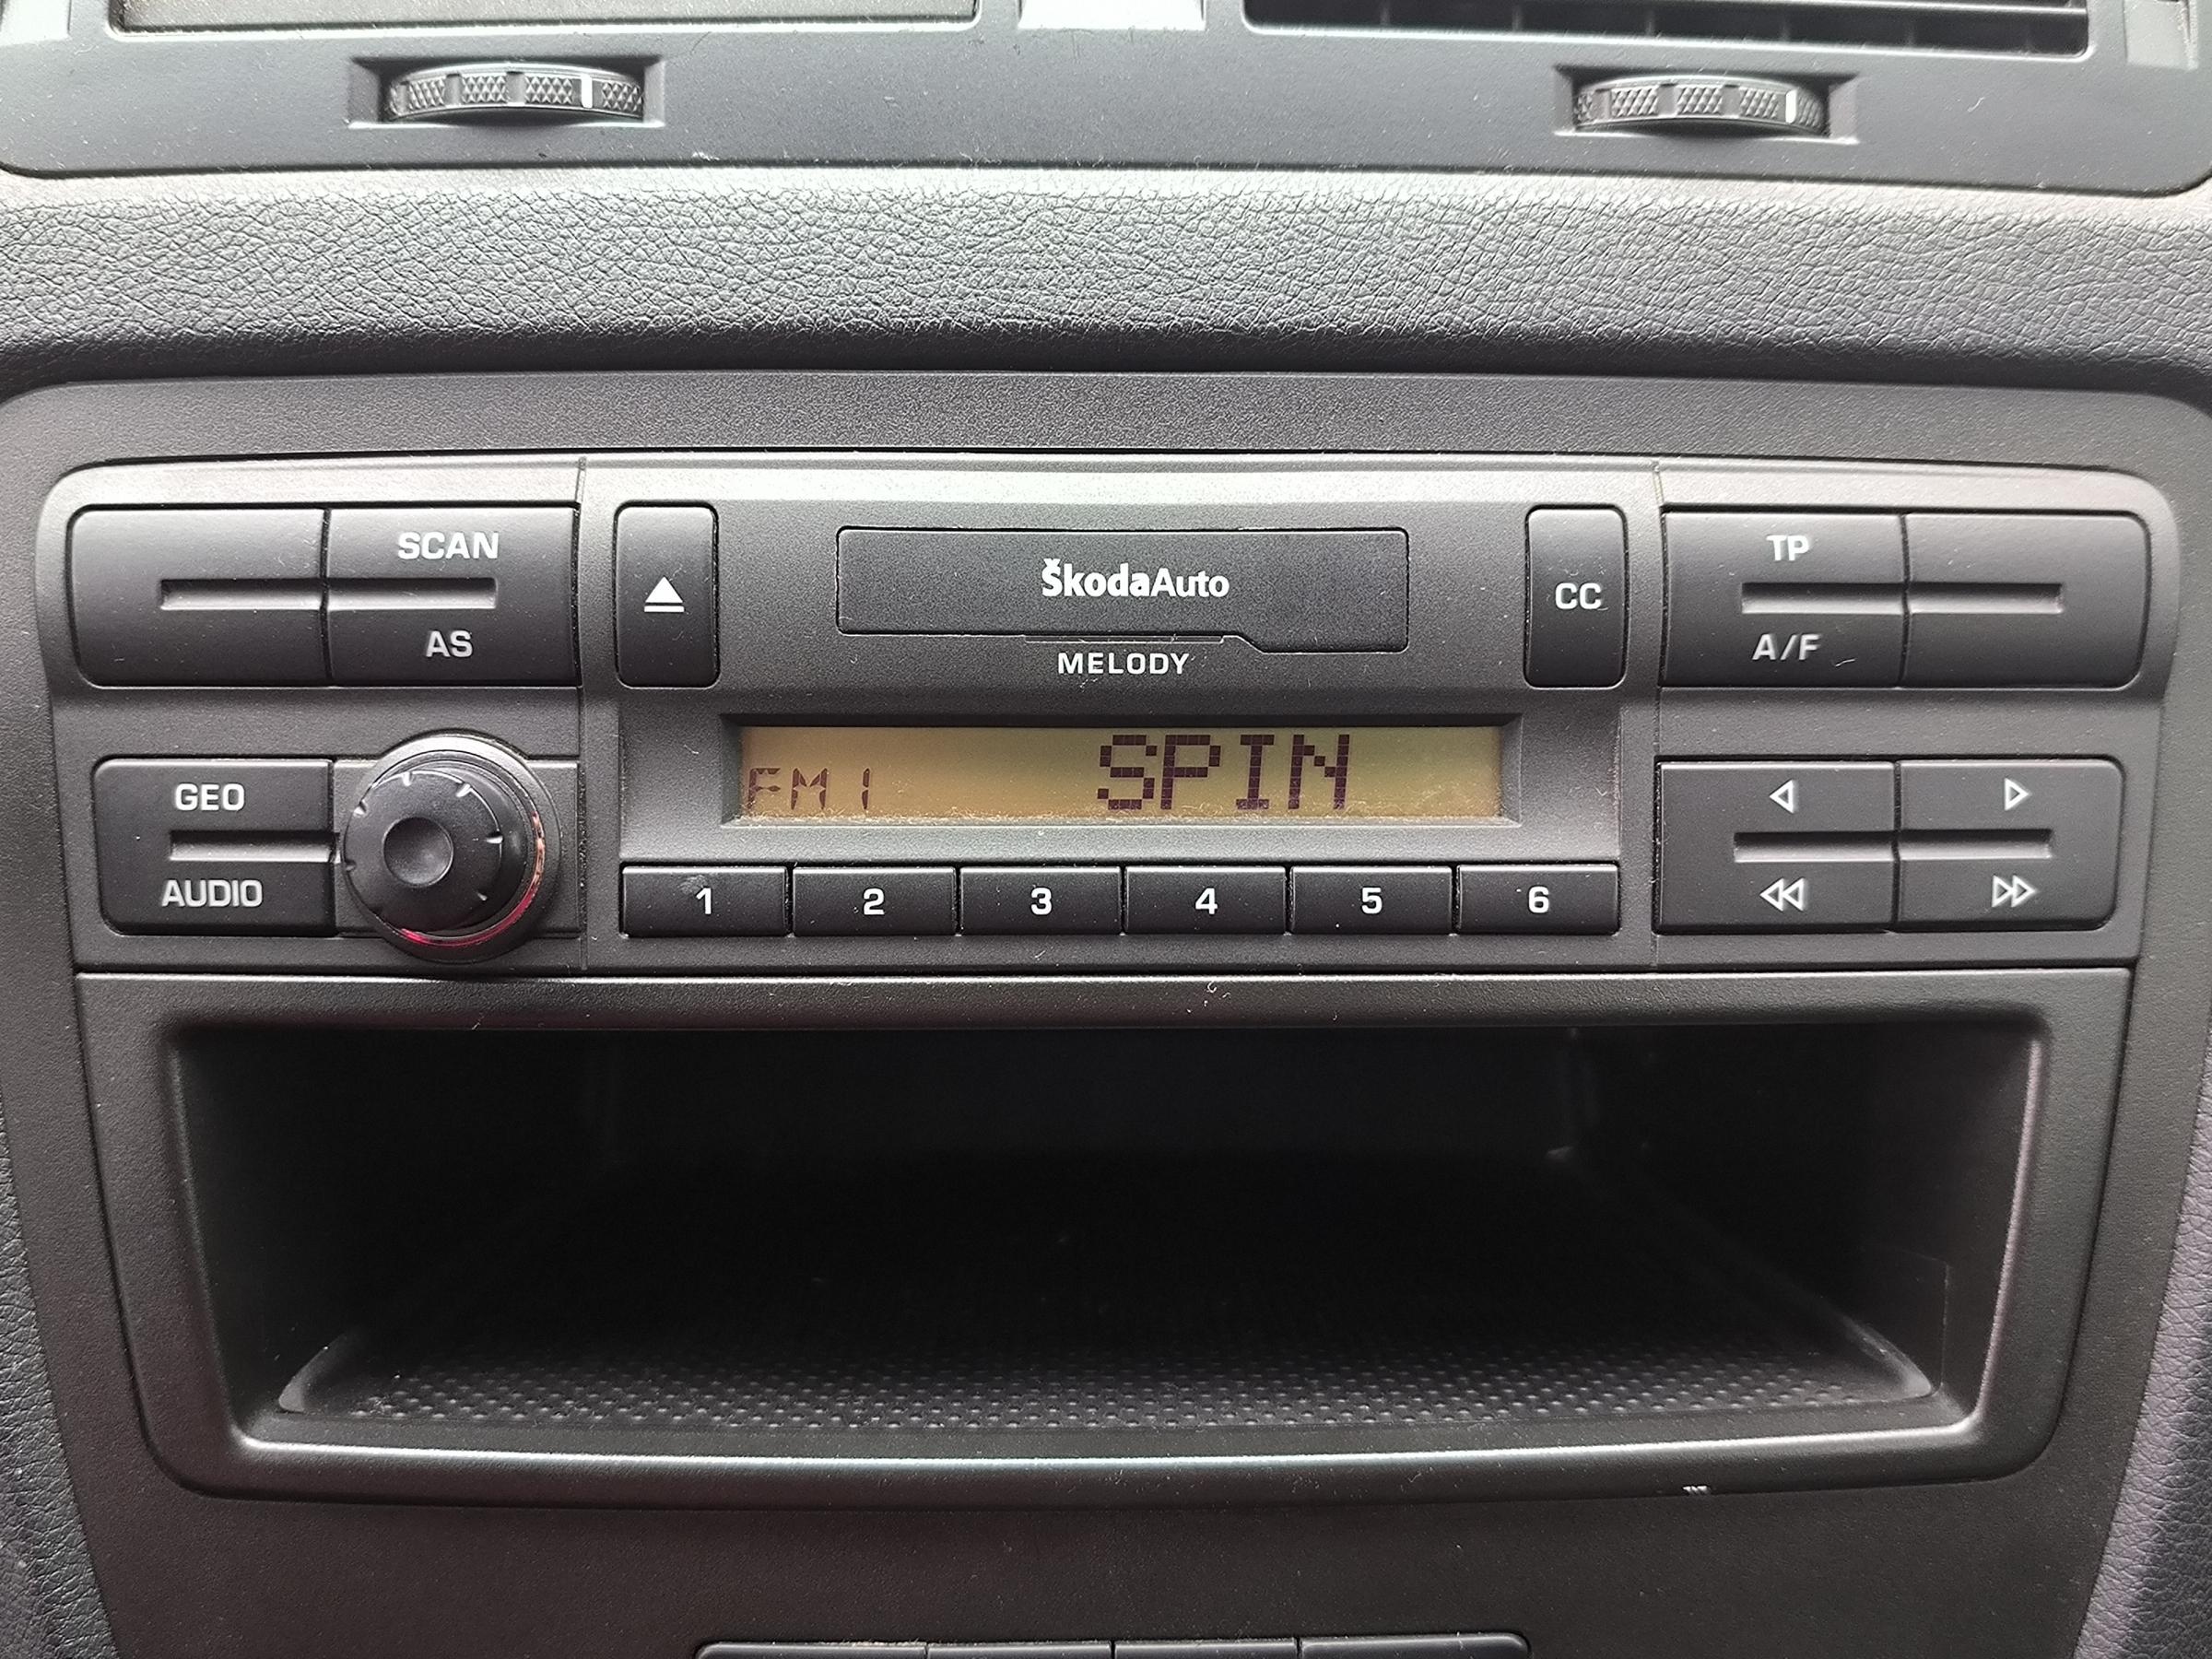 SCAN
AS
ŠkodaAuto
MELODY
CC
TP
A/F
GEO
AUDIO
FM1 SPIN
1 2 3 4 5 6